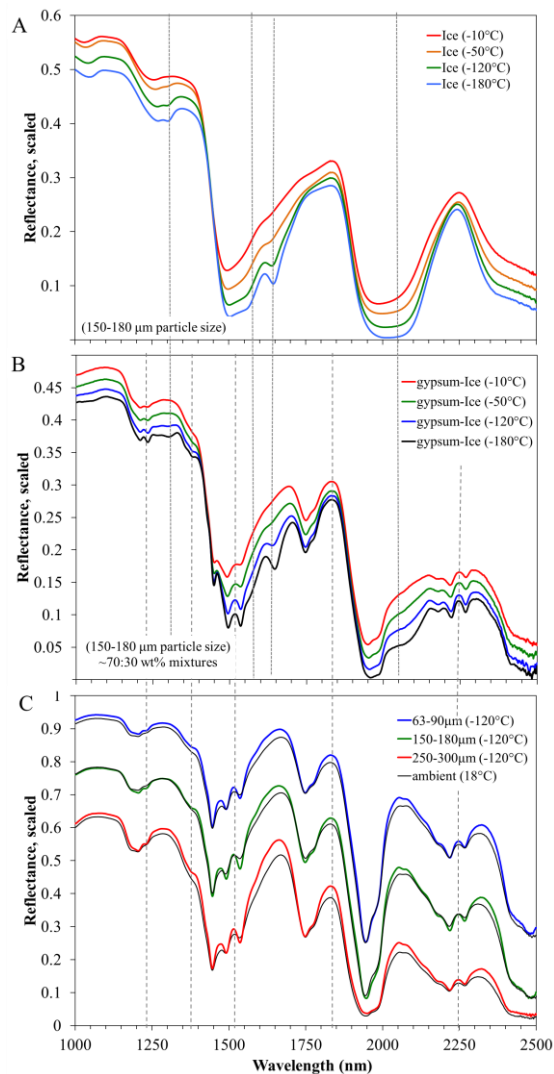 A
0.6
0.5
0.4
0.3
0.2
0.1
Reflectance, scaled
Ice (-10°C)
Ice (-50°C)
Ice (-120°C)
Ice (-180°C)
(150-180 µm particle size)
B
0.45
0.4
0.35
0.3
0.25
0.2
0.15
0.1
0.05
Reflectance, scaled
gypsum-Ice (-10°C)
gypsum-Ice (-50°C)
gypsum-Ice (-120°C)
gypsum-Ice (-180°C)
(150-180 µm particle size)
~70:30 wt% mixtures
C
1
0.9
0.8
0.7
0.6
0.5
0.4
0.3
0.2
0.1
0
Reflectance, scaled
63-90µm (-120°C)
150-180µm (-120°C)
250-300µm (-120°C)
ambient (18°C)
1000 1250 1500 1750 2000 2250 2500
Wavelength (nm)